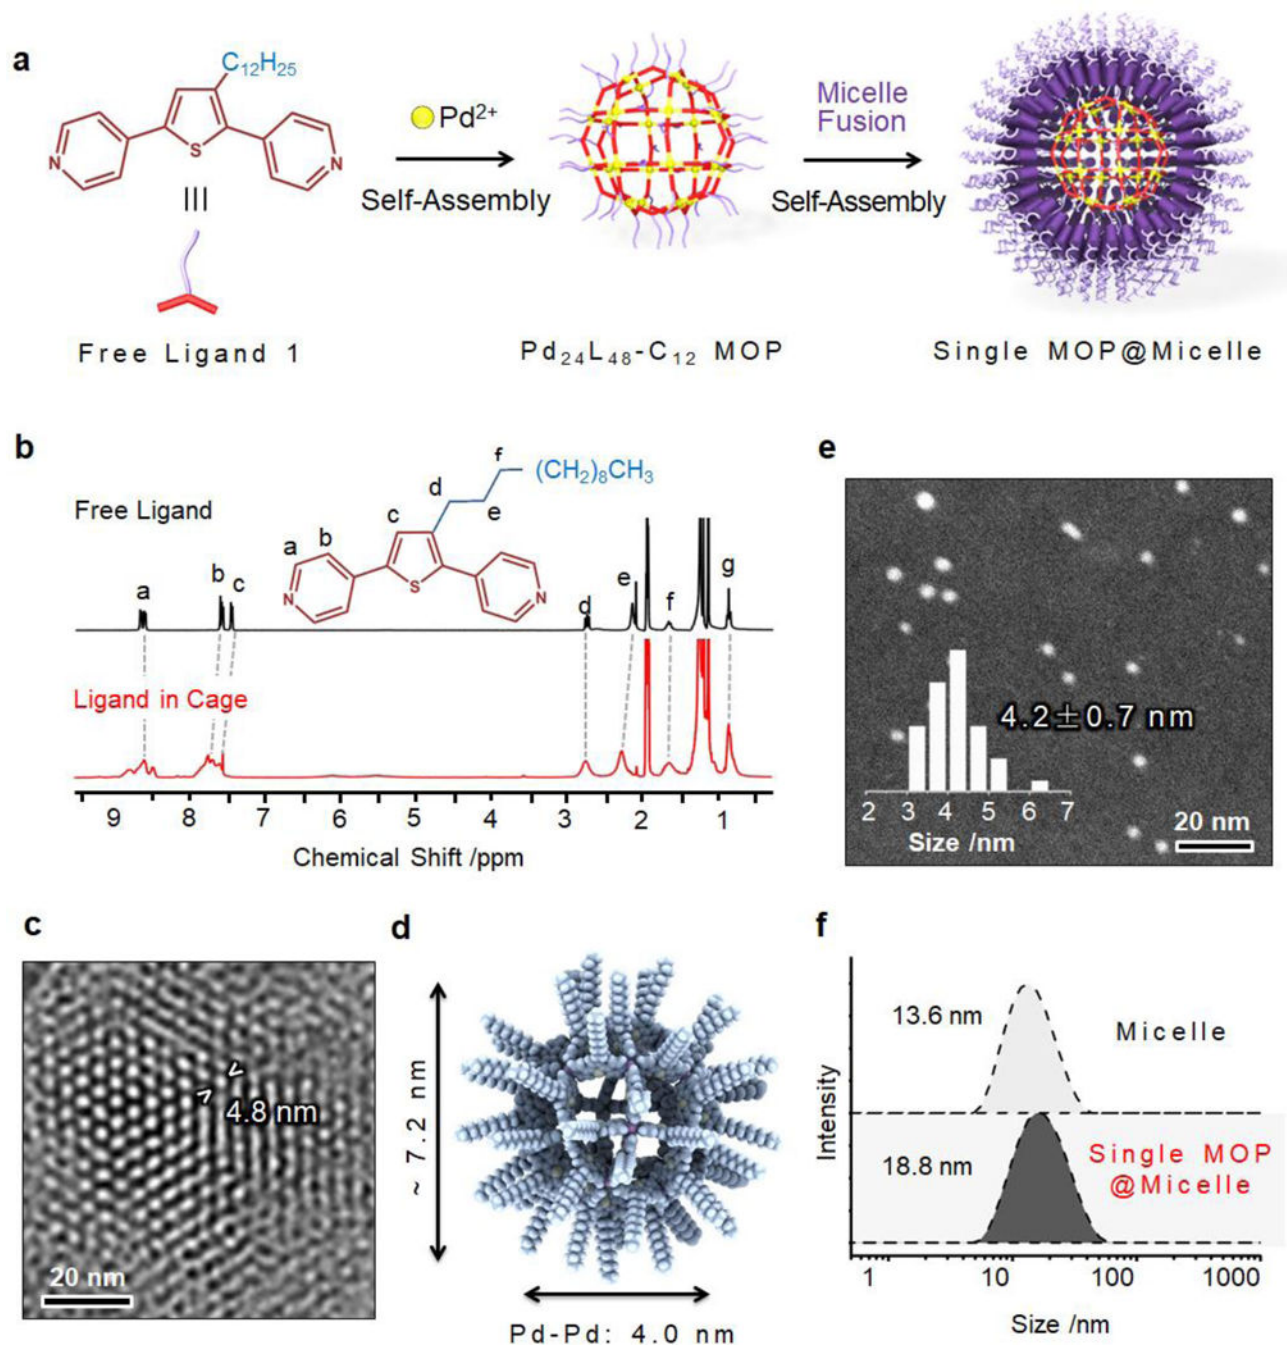 a
C₁₂H₂₅
N
S
N
Pd²⁺
Self-Assembly
Micelle
Fusion
Self-Assembly
Free Ligand 1
Pd₂₄L₄₈-C₁₂ MOP
Single MOP@Micelle
b
Free Ligand
f
(CH₂)₈CH₃
d
e
c
a
b
S
N
N
a
b
c
d
e
f
g
Ligand in Cage
9 8 7 6 5 4 3 2 1
Chemical Shift /ppm
e
4.2±0.7 nm
2 3 4 5 6 7
Size /nm
20 nm
c
4.8 nm
20 nm
d
~ 7.2 nm
Pd-Pd: 4.0 nm
f
13.6 nm
Micelle
18.8 nm
Single MOP
@Micelle
Intensity
1 10 100 1000
Size /nm